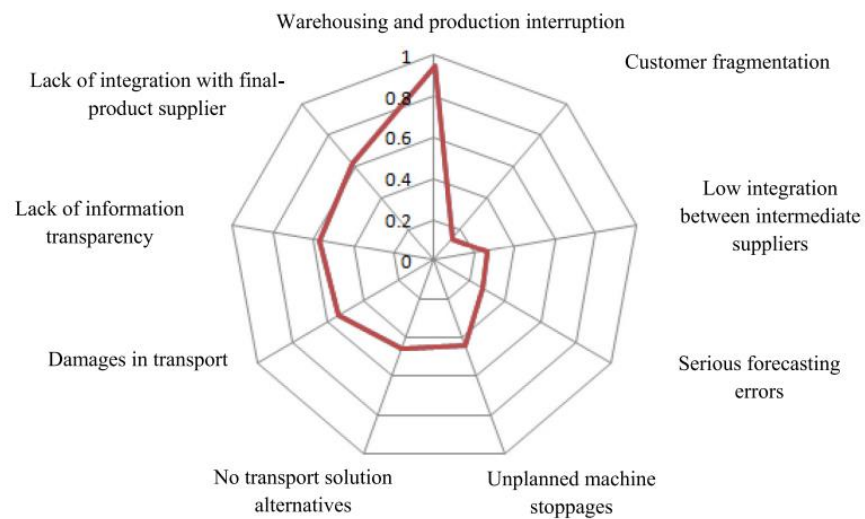 Warehousing and production interruption
Customer fragmentation
Lack of integration with final-
product supplier
Low integration
between intermediate
suppliers
Lack of information
transparency
Serious forecasting
errors
Damages in transport
Unplanned machine
stoppages
No transport solution
alternatives
1
0.8
0.6
0.4
0.2
0